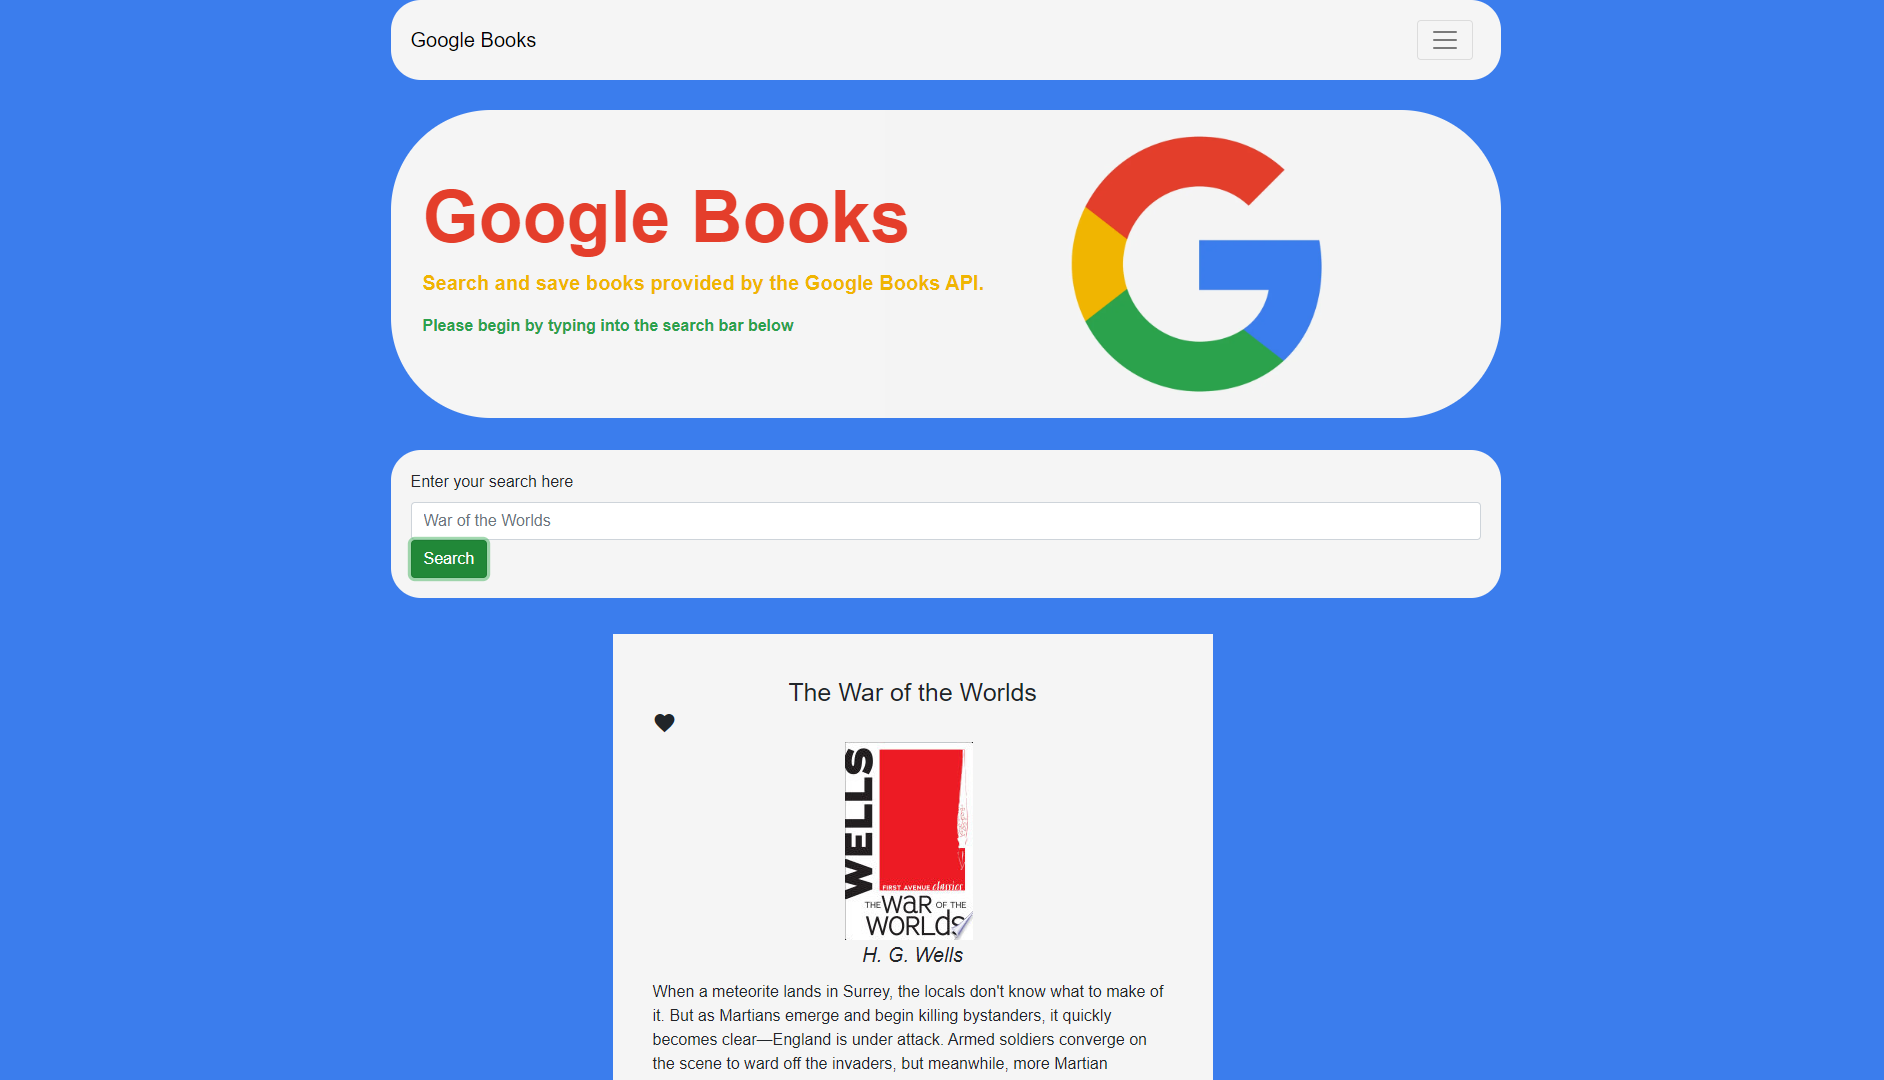 Google Books
Google Books
Search and save books provided by the Google Books API.
Please begin by typing into the search bar below
Enter your search here
War of the Worlds
Search
The War of the Worlds
WELLS
FIRST AVENUE classics
THE WAR OF THE
WORLds
H. G. Wells
When a meteorite lands in Surrey, the locals don't know what to make of
it. But as Martians emerge and begin killing bystanders, it quickly
becomes clear—England is under attack. Armed soldiers converge on
the scene to ward off the invaders, but meanwhile, more Martian